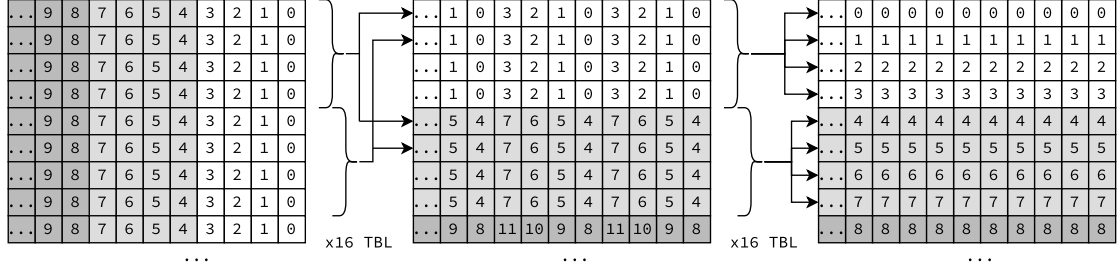 ... 9 8 7 6 5 4 3 2 1 0 ... 1 0 3 2 1 0 3 2 1 0 ... 0 0 0 0 0 0 0 0 0 0
... 9 8 7 6 5 4 3 2 1 0 ... 1 0 3 2 1 0 3 2 1 0 ... 1 1 1 1 1 1 1 1 1 1
... 9 8 7 6 5 4 3 2 1 0 ... 1 0 3 2 1 0 3 2 1 0 ... 2 2 2 2 2 2 2 2 2 2
... 9 8 7 6 5 4 3 2 1 0 ... 1 0 3 2 1 0 3 2 1 0 ... 3 3 3 3 3 3 3 3 3 3
... 9 8 7 6 5 4 3 2 1 0 ... 5 4 7 6 5 4 7 6 5 4 ... 4 4 4 4 4 4 4 4 4 4
... 9 8 7 6 5 4 3 2 1 0 ... 5 4 7 6 5 4 7 6 5 4 ... 5 5 5 5 5 5 5 5 5 5
... 9 8 7 6 5 4 3 2 1 0 ... 5 4 7 6 5 4 7 6 5 4 ... 6 6 6 6 6 6 6 6 6 6
... 9 8 7 6 5 4 3 2 1 0 ... 5 4 7 6 5 4 7 6 5 4 ... 7 7 7 7 7 7 7 7 7 7
... 9 8 7 6 5 4 3 2 1 0 ... 9 8 11 10 9 8 11 10 9 8 ... 8 8 8 8 8 8 8 8 8 8
x16 TBL x16 TBL
... ... ...